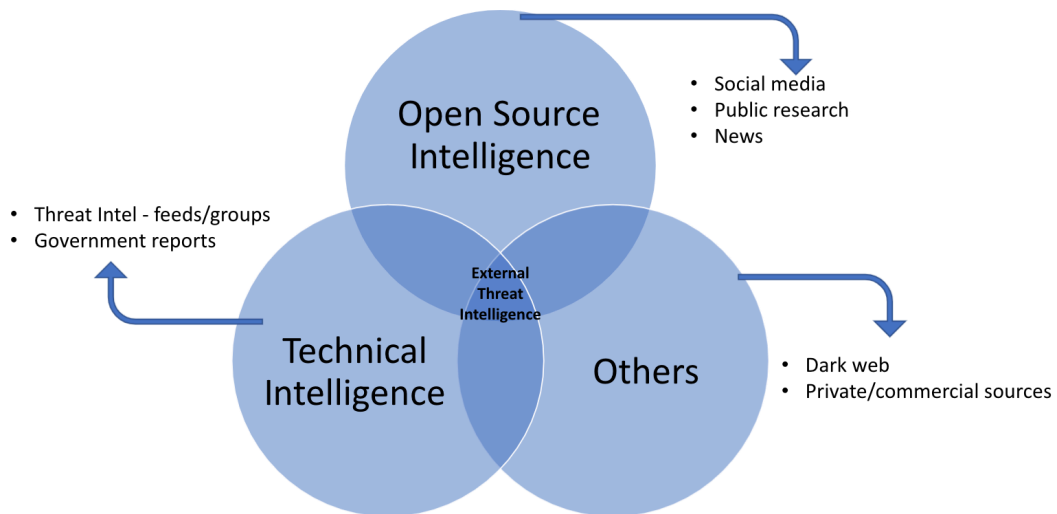 Open Source
Intelligence
• Social media
• Public research
• News
• Threat Intel - feeds/groups
• Government reports
External
Threat
Intelligence
Technical
Intelligence
Others
• Dark web
• Private/commercial sources